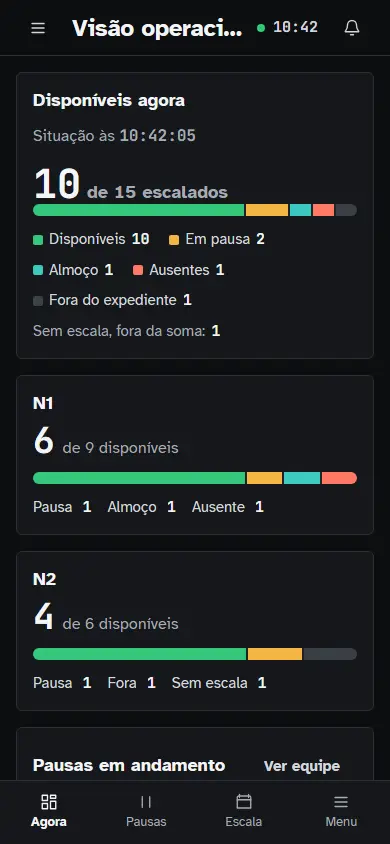 Visão operaci... 10:42
Disponíveis agora
Situação às 10:42:05
10 de 15 escalados
Disponíveis 10 Em pausa 2
Almoço 1 Ausentes 1
Fora do expediente 1
Sem escala, fora da soma: 1
N1
6 de 9 disponíveis
Pausa 1 Almoço 1 Ausente 1
N2
4 de 6 disponíveis
Pausa 1 Fora 1 Sem escala 1
Pausas em andamento Ver equipe
Agora Pausas Escala Menu